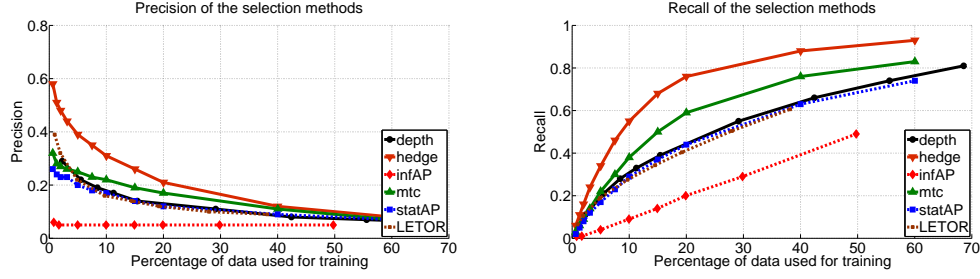 Precision of the selection methods
0.8
0.6
0.4
0.2
0
Precision
0 10 20 30 40 50 60 70
Percentage of data used for training
depth
hedge
infAP
mtc
statAP
LETOR
Recall of the selection methods
1
0.8
0.6
0.4
0.2
0
Recall
0 10 20 30 40 50 60 70
Percentage of data used for training
depth
hedge
infAP
mtc
statAP
LETOR